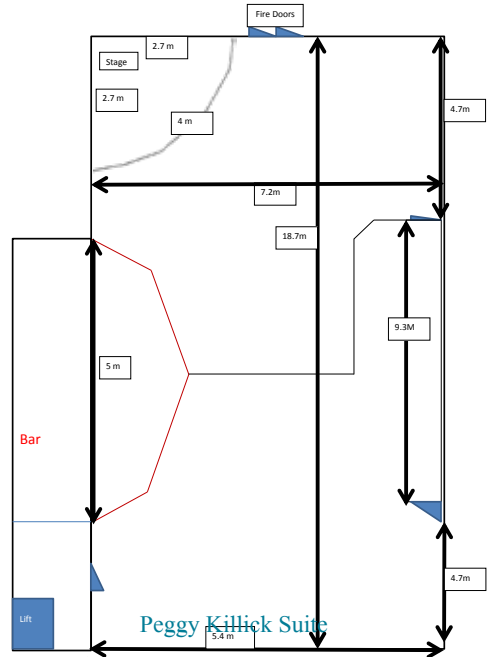 Fire Doors
2.7 m
Stage
2.7 m
4 m
4.7m
7.2m
18.7m
9.3M
5 m
Bar
4.7m
Lift
Peggy Killick Suite
5.4 m